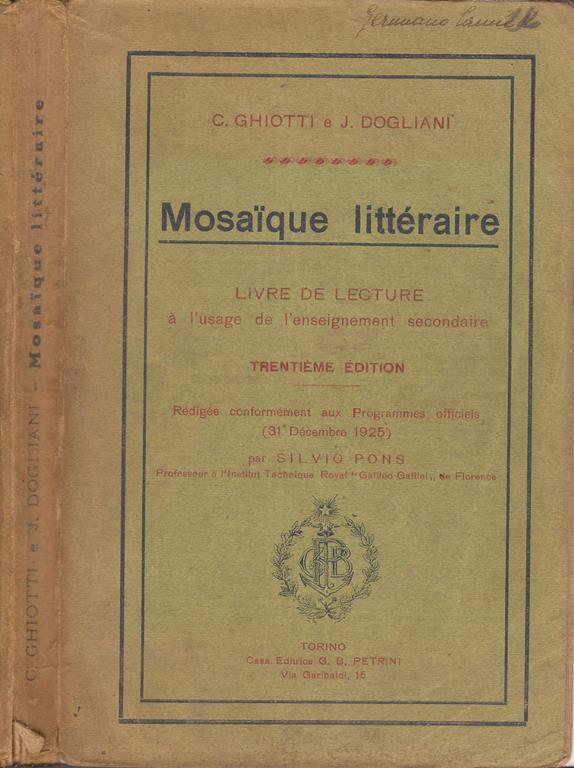 Germano
C. GHIOTTI e J. DOGLIANI
Mosaïque littéraire
LIVRE DE LECTURE
à l'usage de l'enseignement secondaire
TRENTIÈME ÉDITION
Rédigée conformément aux Programmes officiels
(31 Décembre 1925)
par SILVIO PONS
Professeur à l'Institut Technique Royal "Galileo Galilei„ de Florence
TORINO
Casa Editrice G. B. PETRINI
Via Garibaldi, 15
C. GHIOTTI e J. DOGLIANI - Mosaïque littéraire